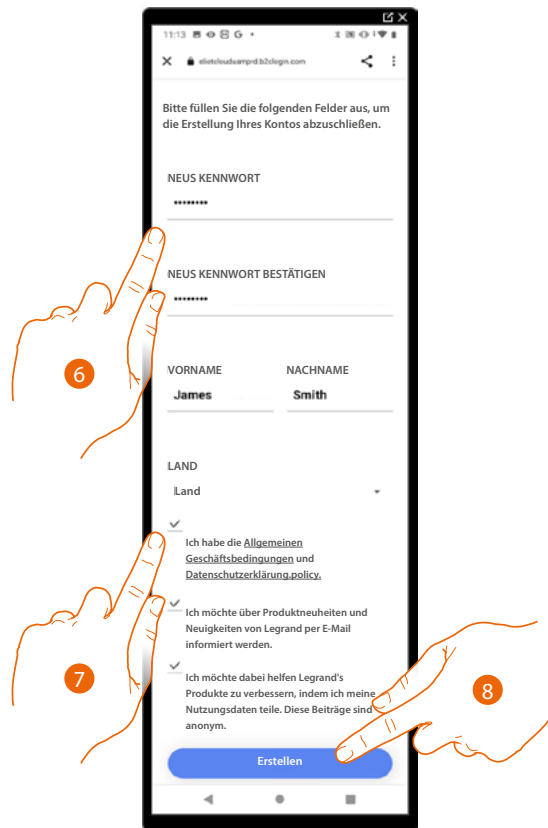 11:13 G
elietclouduamprd.b2clogin.com
Bitte füllen Sie die folgenden Felder aus, um
die Erstellung Ihres Kontos abzuschließen.
NEUS KENNWORT
NEUS KENNWORT BESTÄTIGEN
6
VORNAME NACHNAME
James Smith
LAND
Land
Ich habe die Allgemeinen
Geschäftsbedingungen und
Datenschutzerklärung.policy.
Ich möchte über Produktneuheiten und
Neuigkeiten von Legrand per E-Mail
informiert werden.
7
Ich möchte dabei helfen Legrand's
Produkte zu verbessern, indem ich meine
Nutzungsdaten teile. Diese Beiträge sind
anonym.
8
Erstellen